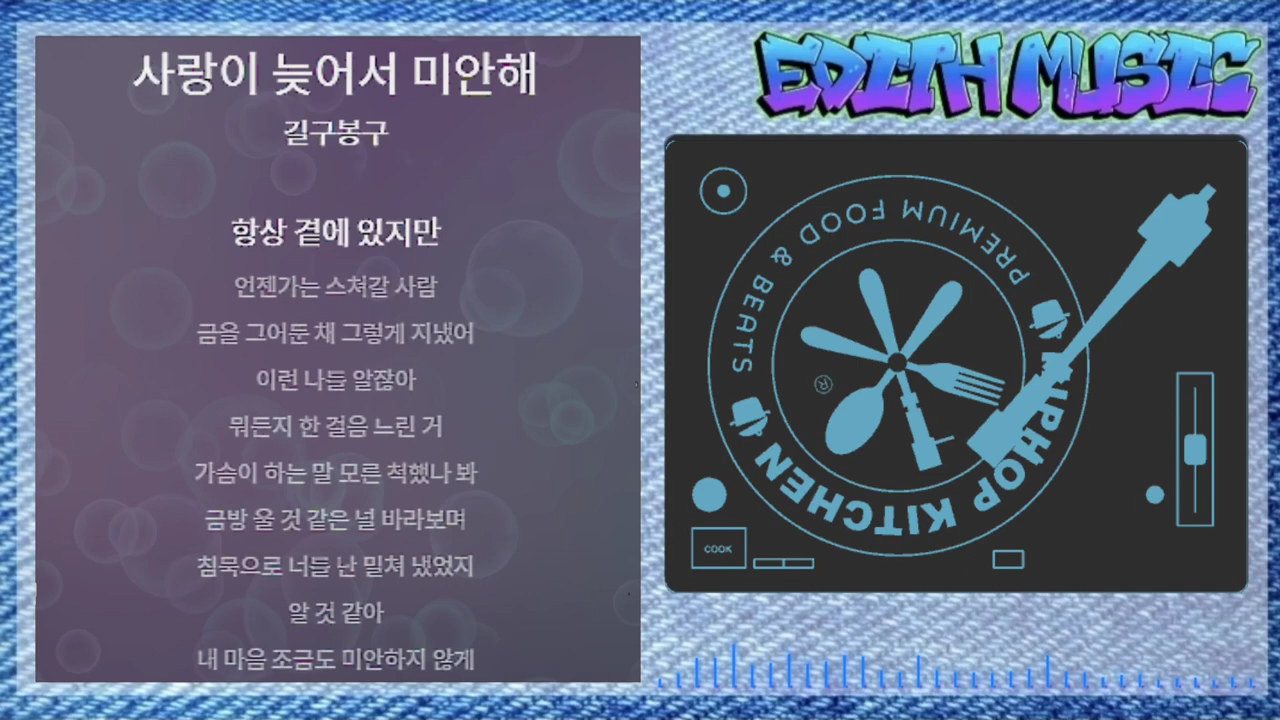 사랑이 늦어서 미안해
길구봉구
항상 곁에 있지만
언젠가는 스쳐갈 사람
금을 그어둔 채 그렇게 지냈어
이런 나를 알잖아
뭐든지 한 걸음 느린 거
가슴이 하는 말 모른 척했나 봐
금방 울 것 같은 널 바라보며
침묵으로 너를 난 밀쳐 냈었지
알 것 같아
내 마음 조금도 미안하지 않게
EDITH MUSIC
PREMIUM FOOD & BEATS
HIPHOP KITCHEN
®
COOK